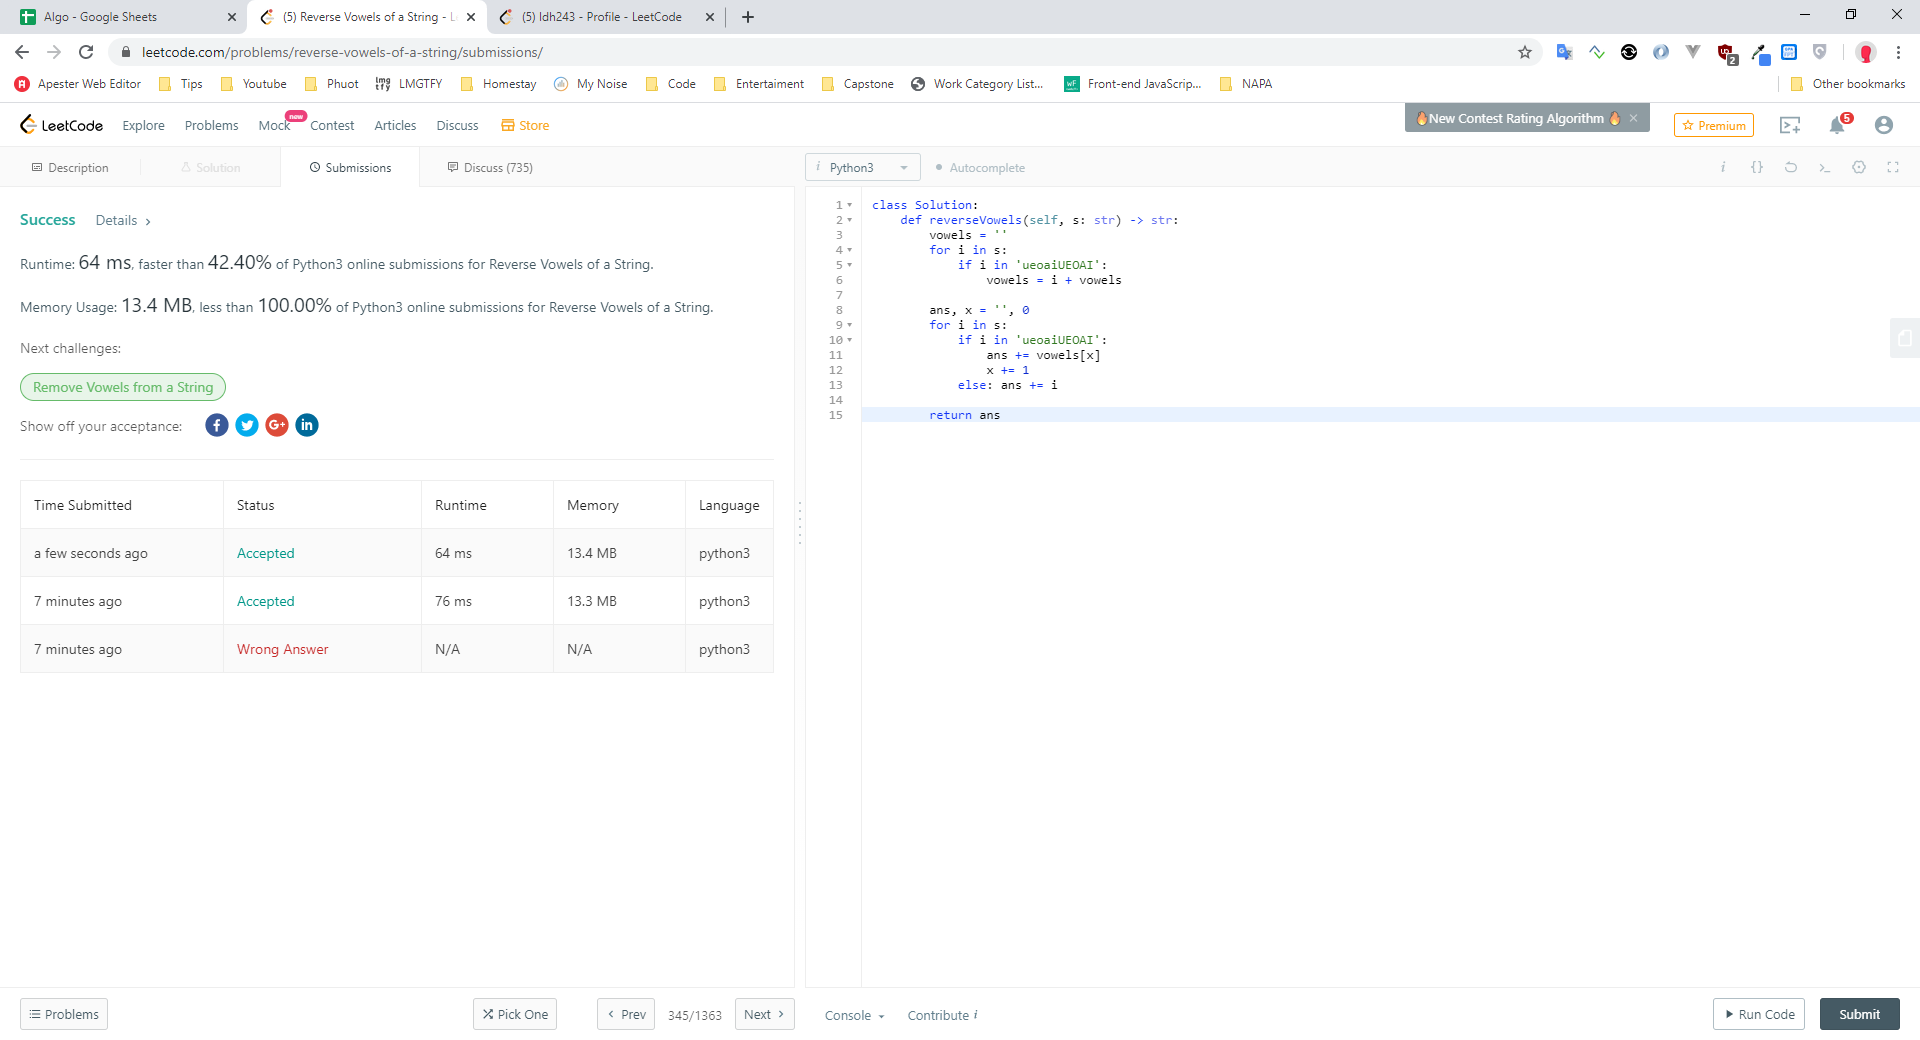 Algo - Google Sheets
(5) Reverse Vowels of a String - L
(5) ldh243 - Profile - LeetCode
leetcode.com/problems/reverse-vowels-of-a-string/submissions/
2
Apester Web Editor
Tips
Youtube
Phuot
LMGTFY
Homestay
My Noise
Code
Entertaiment
Capstone
Work Category List...
Front-end JavaScrip...
NAPA
Other bookmarks
LeetCode
Explore
Problems
Mock
new
Contest
Articles
Discuss
Store
🔥New Contest Rating Algorithm 🔥 ×
Premium
5
Description
Solution
Submissions
Discuss (735)
i Python3
Autocomplete
Success
Details
Runtime: 64 ms, faster than 42.40% of Python3 online submissions for Reverse Vowels of a String.
Memory Usage: 13.4 MB, less than 100.00% of Python3 online submissions for Reverse Vowels of a String.
Next challenges:
Remove Vowels from a String
Show off your acceptance:
Time Submitted Status Runtime Memory Language
a few seconds ago Accepted 64 ms 13.4 MB python3
7 minutes ago Accepted 76 ms 13.3 MB python3
7 minutes ago Wrong Answer N/A N/A python3
1 class Solution:
2 def reverseVowels(self, s: str) -> str:
3 vowels = ''
4 for i in s:
5 if i in 'ueoaiUEOAI':
6 vowels = i + vowels
7
8 ans, x = '', 0
9 for i in s:
10 if i in 'ueoaiUEOAI':
11 ans += vowels[x]
12 x += 1
13 else: ans += i
14
15 return ans
Problems
Pick One
Prev
345/1363
Next
Console
Contribute i
Run Code
Submit